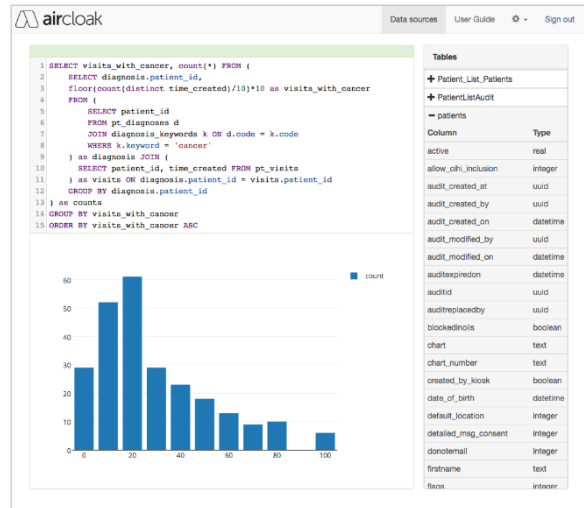 aircloak
Data sources
User Guide
Sign out
1 SELECT visits_with_cancer, count(*) FROM (
2 SELECT diagnosis.patient_id,
3 floor(count(distinct time_created)/10)*10 as visits_with_cancer
4 FROM (
5 SELECT patient_id
6 FROM pt_diagnoses d
7 JOIN diagnosis_keywords k ON d.code = k.code
8 WHERE k.keyword = 'cancer'
9 ) as diagnosis JOIN (
10 SELECT patient_id, time_created FROM pt_visits
11 ) as visits ON diagnosis.patient_id = visits.patient_id
12 GROUP BY diagnosis.patient_id
13 ) as counts
14 GROUP BY visits_with_cancer
15 ORDER BY visits_with_cancer ASC
count
60
50
40
30
20
10
0
0 20 40 60 80 100
Tables
+ Patient_List_Patients
+ PatientListAudit
− patients
Column Type
active real
allow_cihi_inclusion integer
audit_created_at uuid
audit_created_by uuid
audit_created_on datetime
audit_modified_by uuid
audit_modified_on datetime
auditexpiredon datetime
auditid uuid
auditreplacedby uuid
blockedinolis boolean
chart text
chart_number text
created_by_kiosk boolean
date_of_birth datetime
default_location integer
detailed_msg_consent integer
donotemail integer
firstname text
flags integer